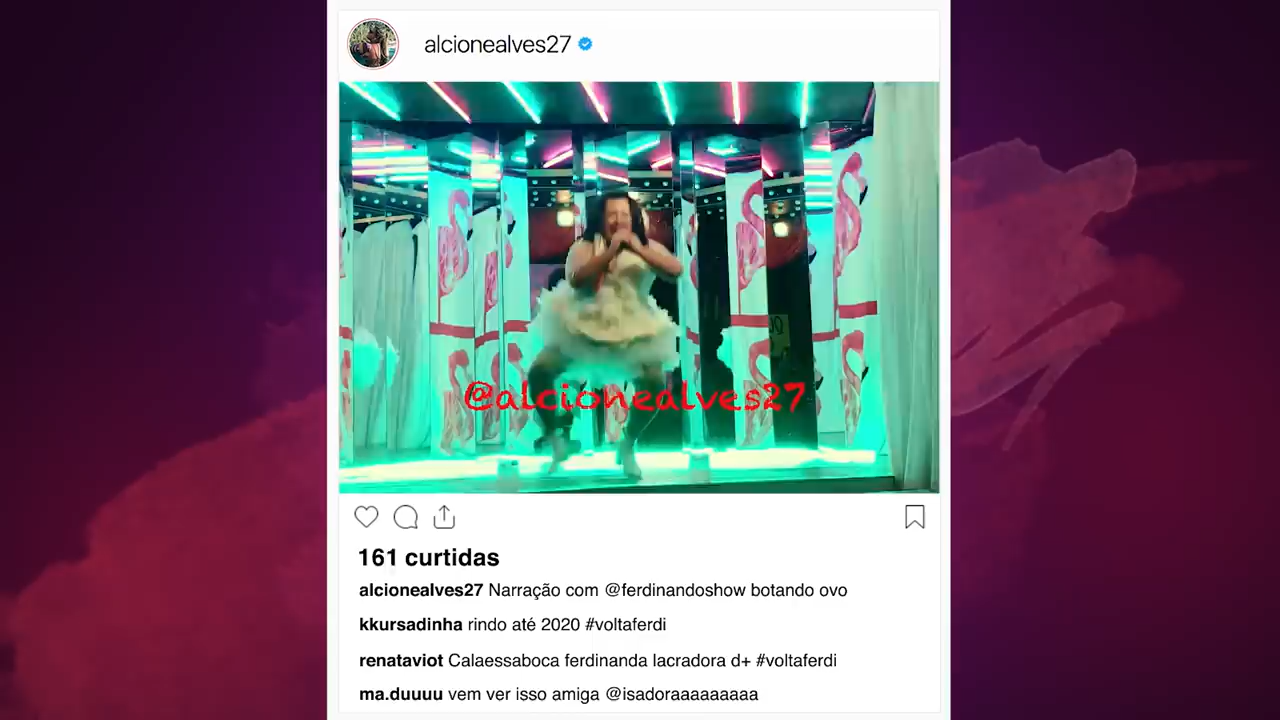 alcionealves27
@alcionealves27
161 curtidas
alcionealves27 Narração com @ferdinandoshow botando ovo
kkursadinha rindo até 2020 #voltaferdi
renataviot Calaessaboca ferdinanda lacradora d+ #voltaferdi
ma.duuuu vem ver isso amiga @isadoraaaaaaaaa